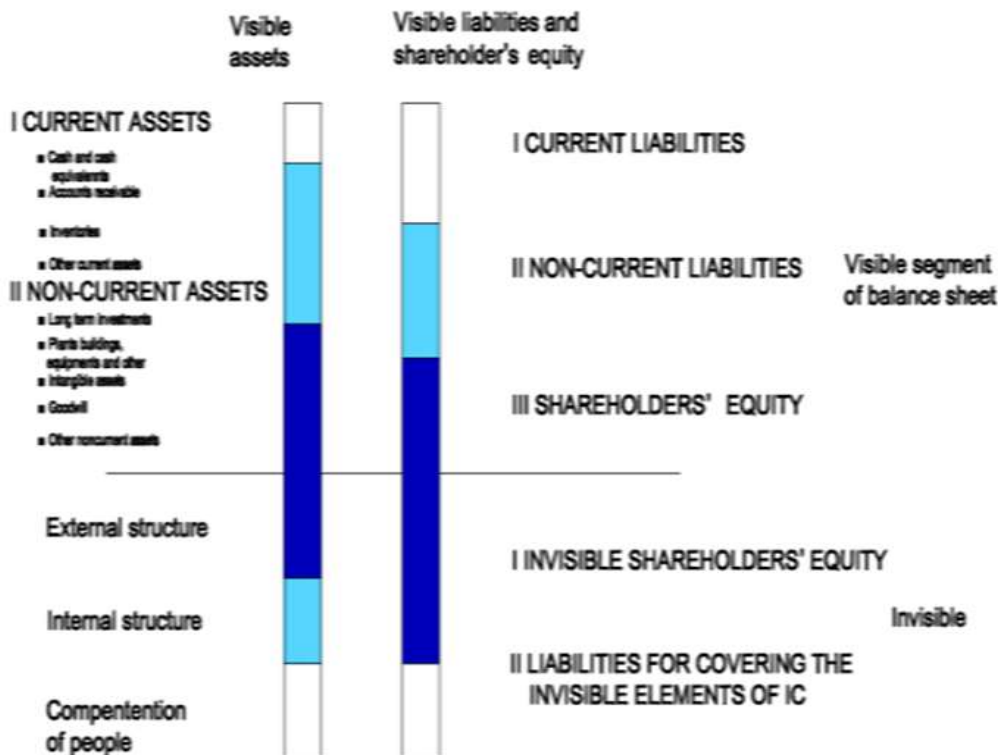 Visible
assets
Visible liabilities and
shareholder's equity
I CURRENT ASSETS
▪ Cash and cash
equivalents
▪ Accounts receivable
▪ Inventories
▪ Other current assets
II NON-CURRENT ASSETS
▪ Long term investments
▪ Plants buildings,
equipments and other
▪ Intangible assets
▪ Goodwill
▪ Other noncurrent assets
I CURRENT LIABILITIES
II NON-CURRENT LIABILITIES
Visible segment
of balance sheet
III SHAREHOLDERS' EQUITY
External structure
Internal structure
Compentention
of people
I INVISIBLE SHAREHOLDERS' EQUITY
Invisible
II LIABILITIES FOR COVERING THE
INVISIBLE ELEMENTS OF IC